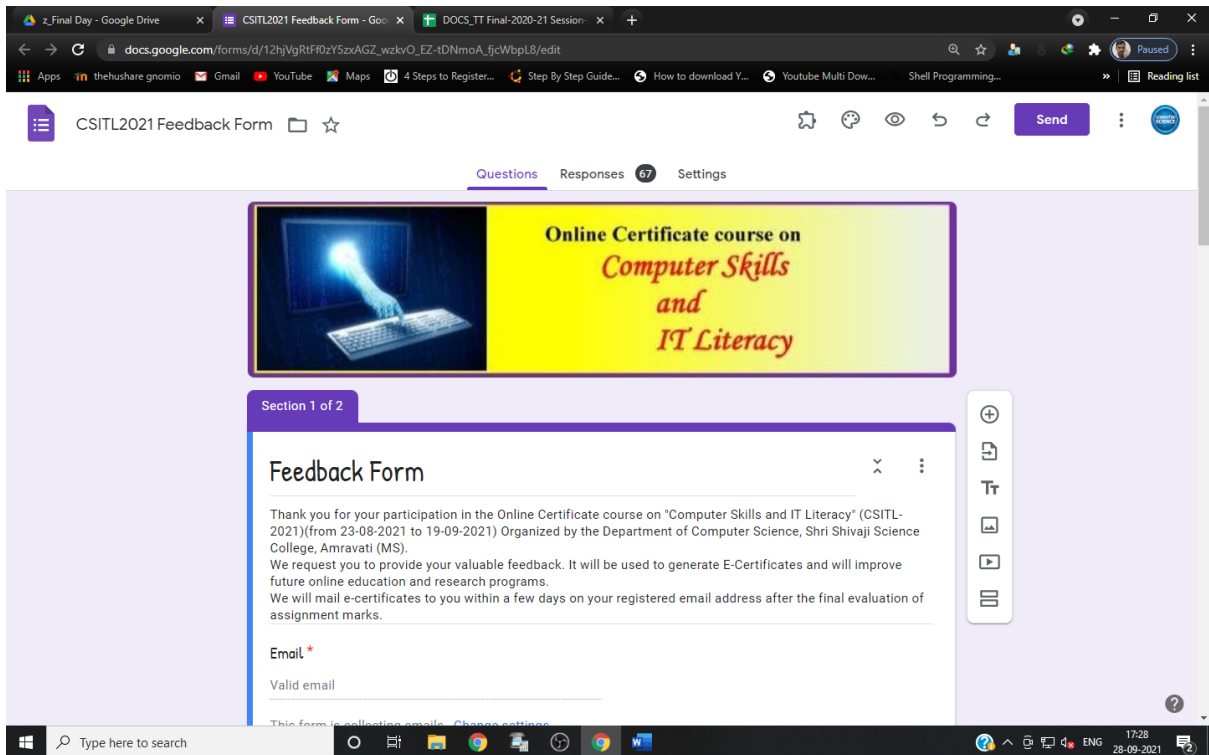 z_Final Day - Google Drive
CSITL2021 Feedback Form - Goo
DOCS_TT Final-2020-21 Session-
docs.google.com/forms/d/12hjVgRtFf0zY5zxAGZ_wzkvO_EZ-tDNmoA_fjcWbpL8/edit
Paused
Apps
thehushare gnomio
Gmail
YouTube
Maps
4 Steps to Register...
Step By Step Guide...
How to download Y...
Youtube Multi Dow...
Shell Programming...
»
Reading list
CSITL2021 Feedback Form
Send
COMPUTER SCIENCE
Questions
Responses 67
Settings
Online Certificate course on
Computer Skills
and
IT Literacy
Section 1 of 2
Feedback Form
Thank you for your participation in the Online Certificate course on "Computer Skills and IT Literacy" (CSITL-
2021)(from 23-08-2021 to 19-09-2021) Organized by the Department of Computer Science, Shri Shivaji Science
College, Amravati (MS).
We request you to provide your valuable feedback. It will be used to generate E-Certificates and will improve
future online education and research programs.
We will mail e-certificates to you within a few days on your registered email address after the final evaluation of
assignment marks.
Email *
Valid email
This form is collecting emails. Change settings
Type here to search
ENG
17:28
28-09-2021
2